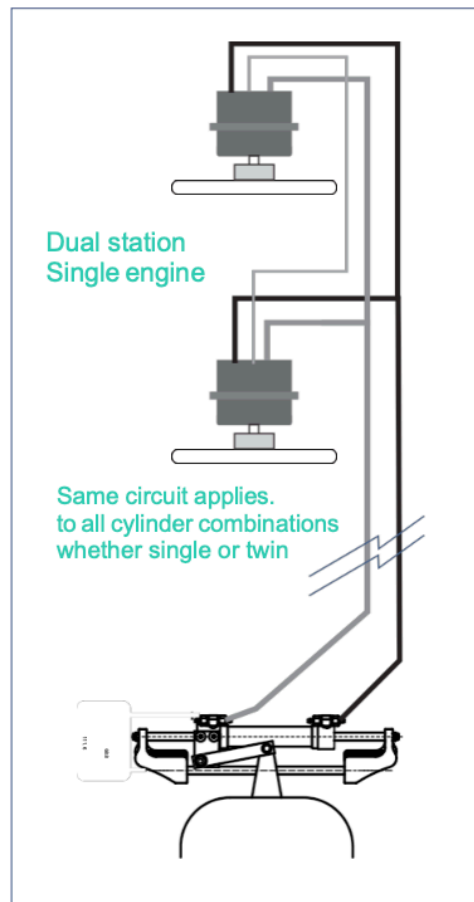 Dual station
Single engine
Same circuit applies.
to all cylinder combinations
whether single or twin